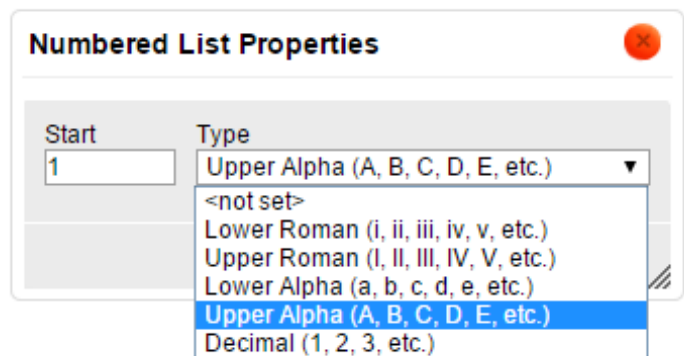 Numbered List Properties
Start
Type
1
Upper Alpha (A, B, C, D, E, etc.)
<not set>
Lower Roman (i, ii, iii, iv, v, etc.)
Upper Roman (I, II, III, IV, V, etc.)
Lower Alpha (a, b, c, d, e, etc.)
Upper Alpha (A, B, C, D, E, etc.)
Decimal (1, 2, 3, etc.)